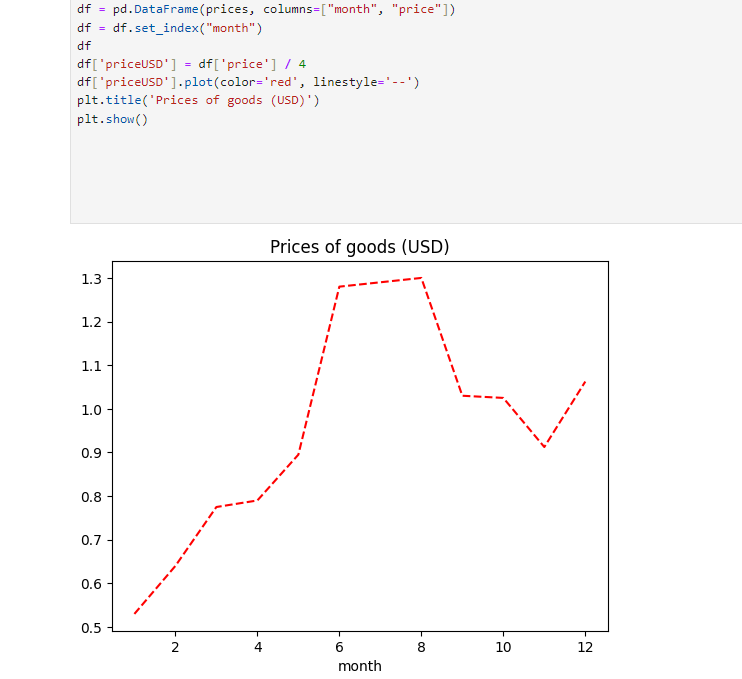 df = pd.DataFrame(prices, columns=["month", "price"])
df = df.set_index("month")
df
df['priceUSD'] = df['price'] / 4
df['priceUSD'].plot(color='red', linestyle='--')
plt.title('Prices of goods (USD)')
plt.show()
Prices of goods (USD)
1.3
1.2
1.1
1.0
0.9
0.8
0.7
0.6
0.5
2 4 6 8 10 12
month